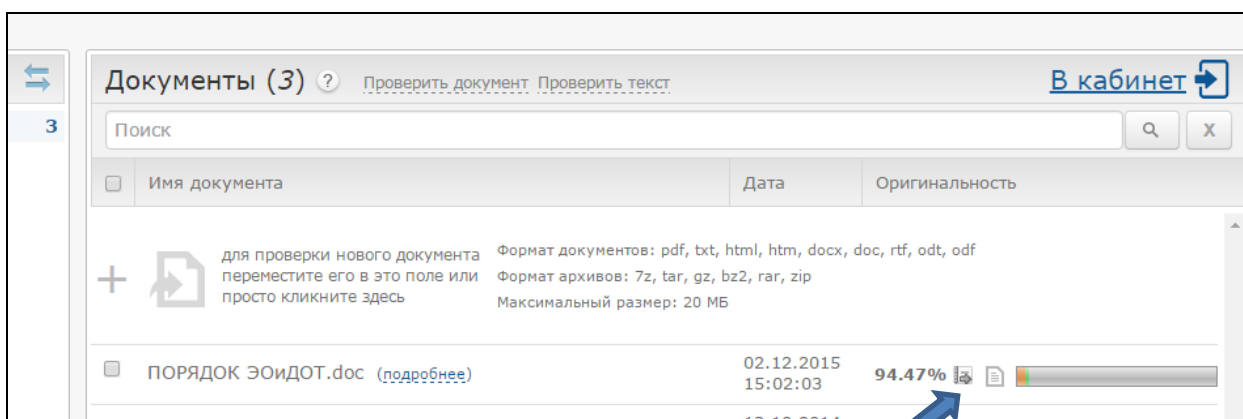 Документы (3) ? Проверить документ Проверить текст В кабинет
3
Поиск X
Имя документа Дата Оригинальность
для проверки нового документа
переместите его в это поле или
просто кликните здесь
Формат документов: pdf, txt, html, htm, docx, doc, rtf, odt, odf
Формат архивов: 7z, tar, gz, bz2, rar, zip
Максимальный размер: 20 МБ
ПОРЯДОК ЭОиДОТ.doc (подробнее) 02.12.2015 94.47%
15:02:03